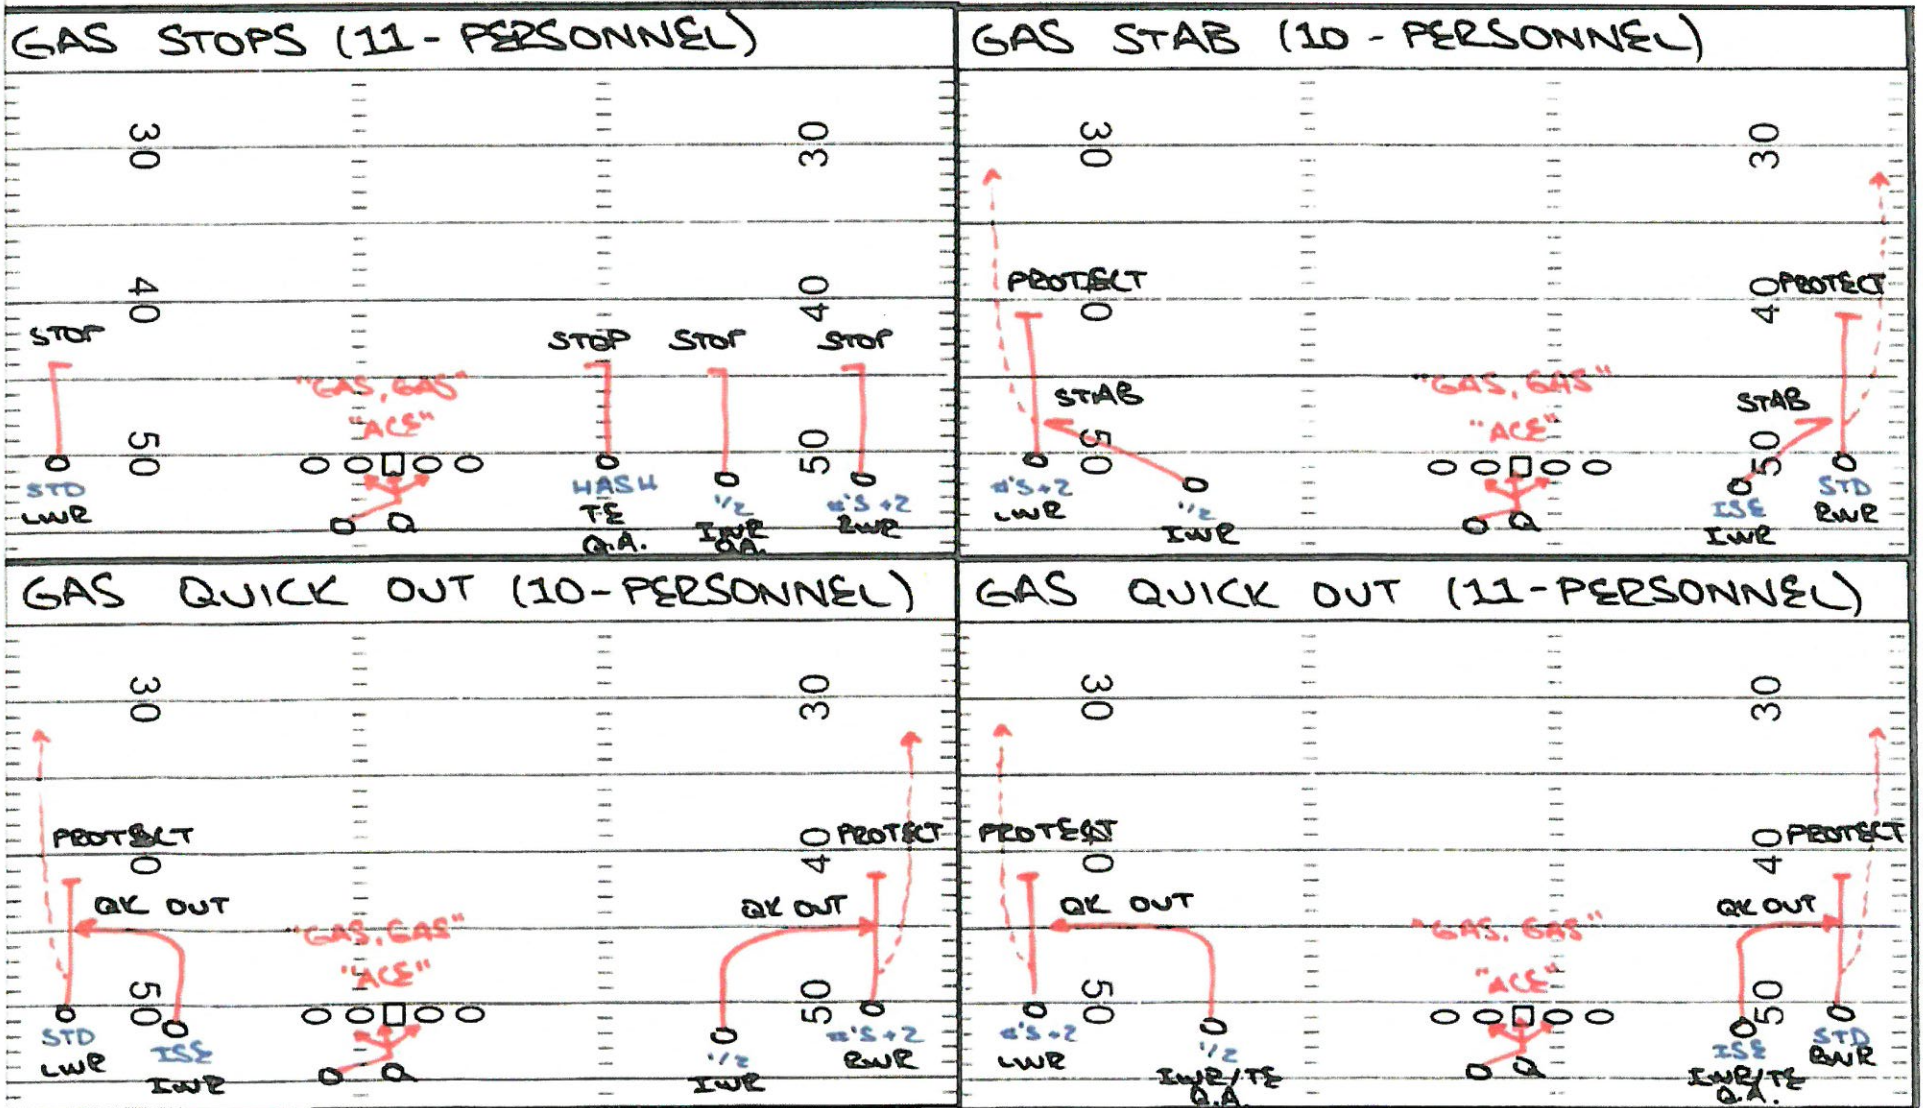 GAS STOPS (11-PERSONNEL)
30 30
40 40
STOP STOP STOP STOP
"GAS, GAS"
"ACE"
50 50
STD HASH 1/2 #'S+2
LWR TE IWR RWR
Q.A. Q.A.
GAS STAB (10-PERSONNEL)
30 30
PROTECT 40 PROTECT
0
"GAS, GAS"
STAB STAB
"ACE"
50 50
#'S+2 1/2 ISE STD
LWR IWR IWR RWR
GAS QUICK OUT (10-PERSONNEL)
30 30
PROTECT 40 PROTECT
0
QK OUT QK OUT
"GAS, GAS"
"ACE"
50 50
STD ISE 1/2 #'S+2
LWR IWR IWR RWR
GAS QUICK OUT (11-PERSONNEL)
30 30
PROTECT 40 PROTECT
0
QK OUT QK OUT
"GAS, GAS"
"ACE"
50 50
#'S+2 1/2 ISE STD
LWR IWR/TE IWR/TE RWR
Q.A. Q.A.